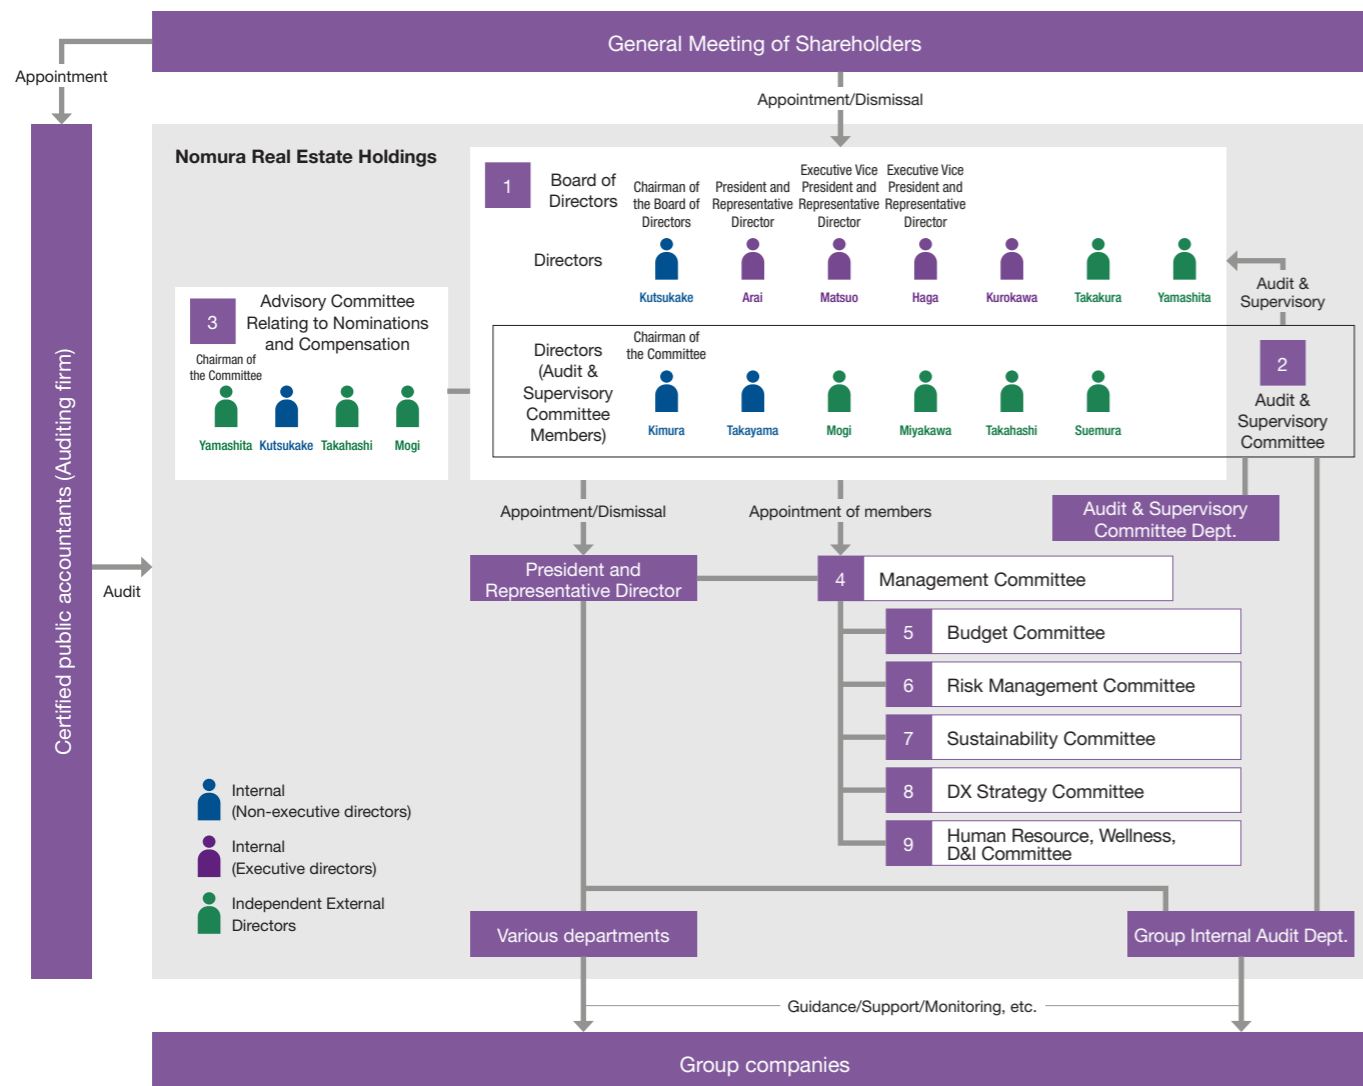 General Meeting of Shareholders
Appointment
Appointment/Dismissal
Certified public accountants (Auditing firm)
Audit
Nomura Real Estate Holdings
1
Board of
Directors
Chairman of
the Board of
Directors
President and
Representative
Director
Executive Vice
President and
Representative
Director
Executive Vice
President and
Representative
Director
Directors
Kutsukake
Arai
Matsuo
Haga
Kurokawa
Takakura
Yamashita
Audit &
Supervisory
3
Advisory Committee
Relating to Nominations
and Compensation
Chairman of
the Committee
Yamashita
Kutsukake
Takahashi
Mogi
Directors
(Audit &
Supervisory
Committee
Members)
Chairman of
the Committee
Kimura
Takayama
Mogi
Miyakawa
Takahashi
Suemura
2
Audit &
Supervisory
Committee
Appointment/Dismissal
Appointment of members
Audit & Supervisory
Committee Dept.
President and
Representative Director
4
Management Committee
5
Budget Committee
6
Risk Management Committee
7
Sustainability Committee
8
DX Strategy Committee
9
Human Resource, Wellness,
D&I Committee
Internal
(Non-executive directors)
Internal
(Executive directors)
Independent External
Directors
Various departments
Group Internal Audit Dept.
Guidance/Support/Monitoring, etc.
Group companies